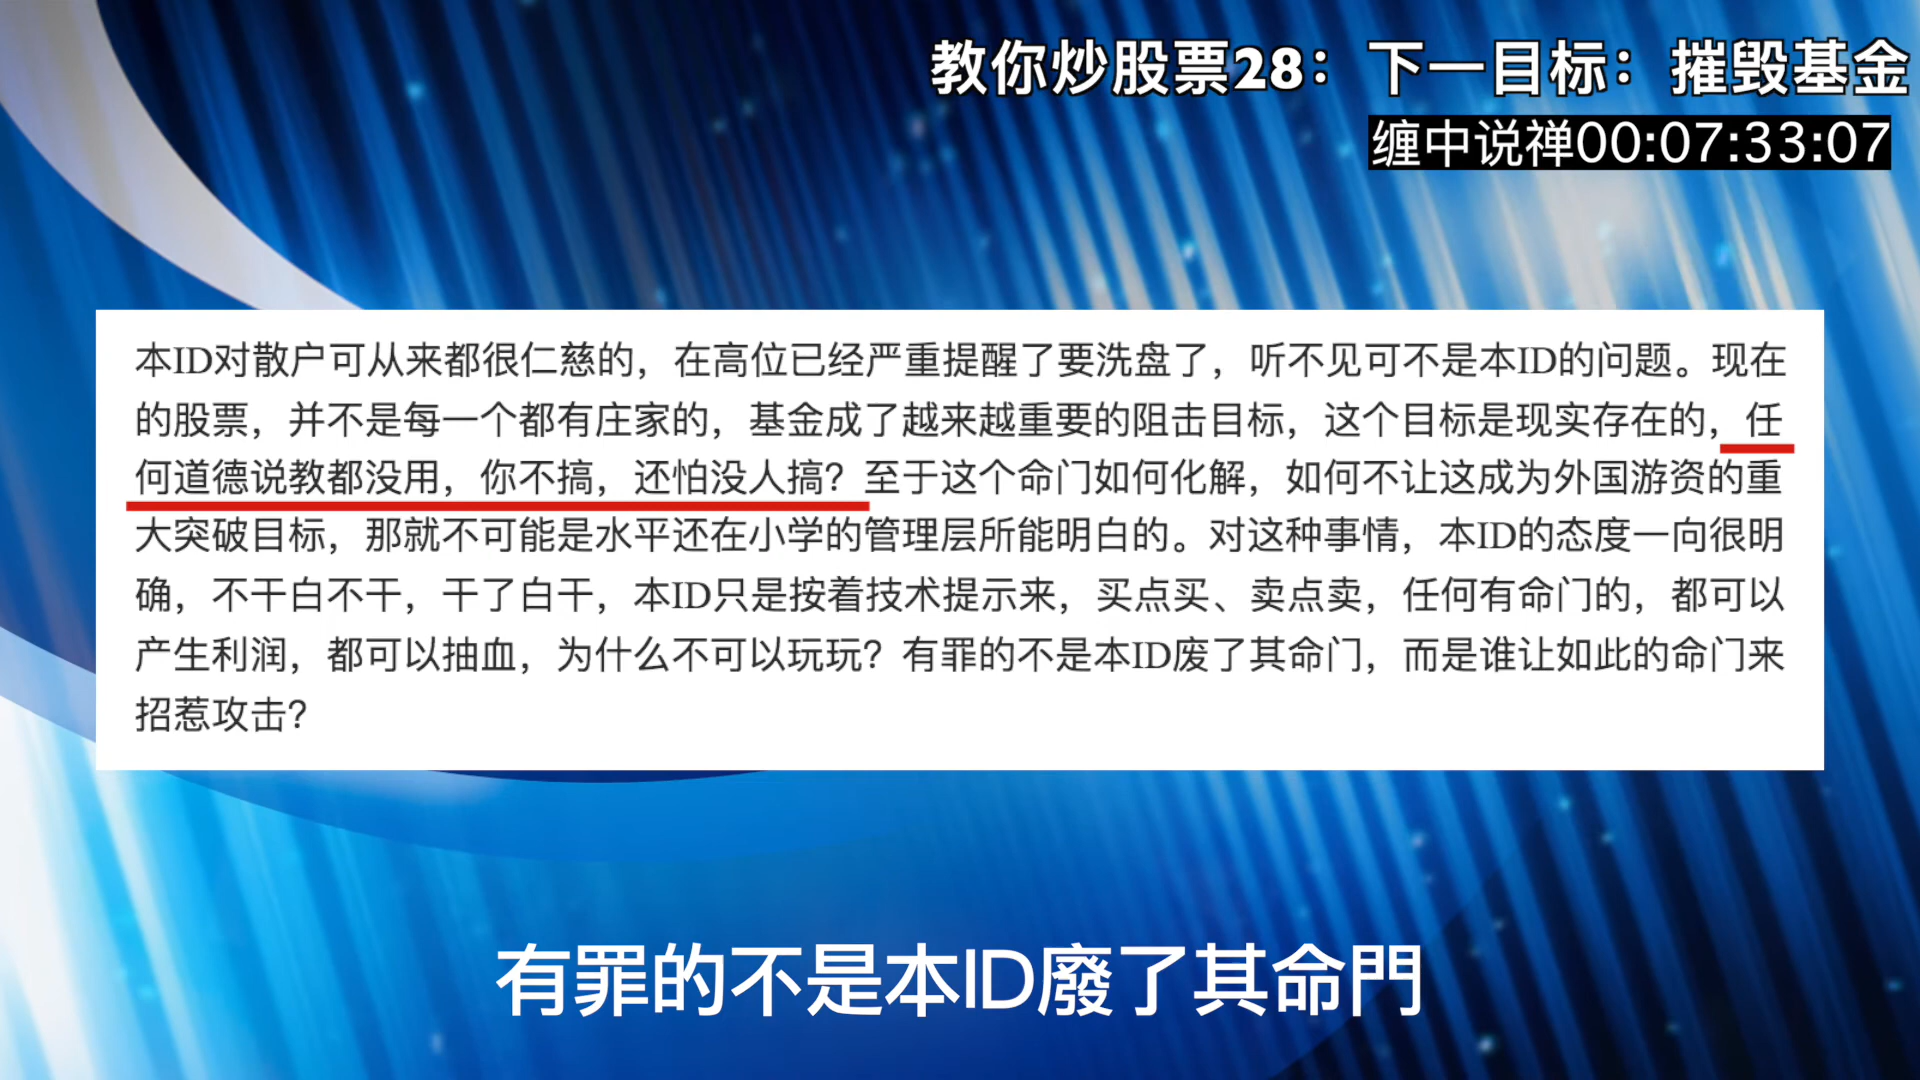 教你炒股票28：下一目标：摧毁基金
缠中说禅00:07:33:07
本ID对散户可从来都很仁慈的，在高位已经严重提醒了要洗盘了，听不见可不是本ID的问题。现在
的股票，并不是每一个都有庄家的，基金成了越来越重要的阻击目标，这个目标是现实存在的，任
何道德说教都没用，你不搞，还怕没人搞？至于这个命门如何化解，如何不让这成为外国游资的重
大突破目标，那就不可能是水平还在小学的管理层所能明白的。对这种事情，本ID的态度一向很明
确，不干白不干，干了白干，本ID只是按着技术提示来，买点买、卖点卖，任何有命门的，都可以
产生利润，都可以抽血，为什么不可以玩玩？有罪的不是本ID废了其命门，而是谁让如此的命门来
招惹攻击？
有罪的不是本ID廢了其命門